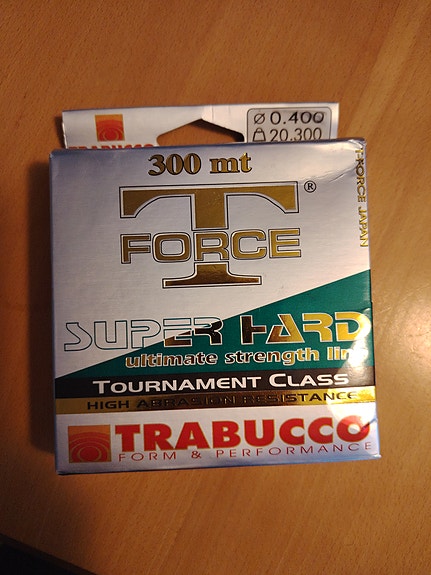 ø 0.400
20.300
TRABUCCO
300 mt
T
FORCE®
T-FORCE JAPAN
SUPER HARD
ultimate strength line
TOURNAMENT CLASS
HIGH ABRASION RESISTANCE
TRABUCCO
FORM & PERFORMANCE